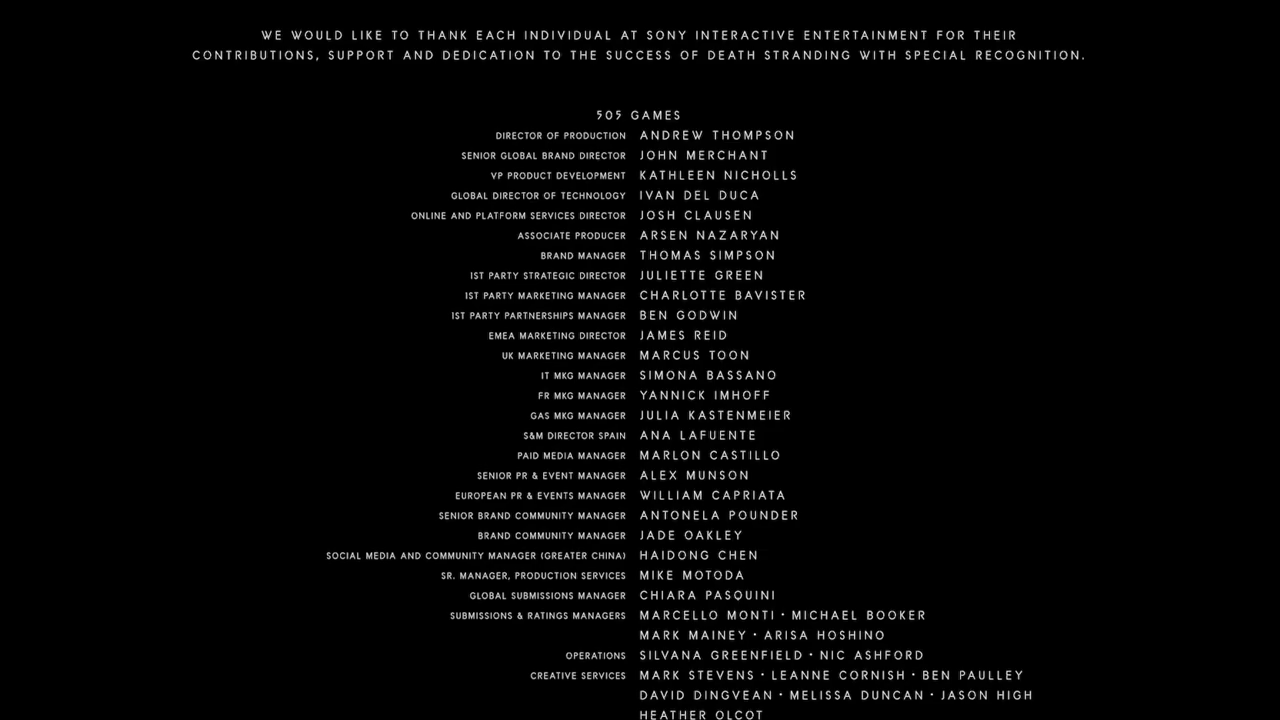 WE WOULD LIKE TO THANK EACH INDIVIDUAL AT SONY INTERACTIVE ENTERTAINMENT FOR THEIR
CONTRIBUTIONS, SUPPORT AND DEDICATION TO THE SUCCESS OF DEATH STRANDING WITH SPECIAL RECOGNITION.
505 GAMES
DIRECTOR OF PRODUCTION ANDREW THOMPSON
SENIOR GLOBAL BRAND DIRECTOR JOHN MERCHANT
VP PRODUCT DEVELOPMENT KATHLEEN NICHOLLS
GLOBAL DIRECTOR OF TECHNOLOGY IVAN DEL DUCA
ONLINE AND PLATFORM SERVICES DIRECTOR JOSH CLAUSEN
ASSOCIATE PRODUCER ARSEN NAZARYAN
BRAND MANAGER THOMAS SIMPSON
1ST PARTY STRATEGIC DIRECTOR JULIETTE GREEN
1ST PARTY MARKETING MANAGER CHARLOTTE BAVISTER
1ST PARTY PARTNERSHIPS MANAGER BEN GODWIN
EMEA MARKETING DIRECTOR JAMES REID
UK MARKETING MANAGER MARCUS TOON
IT MKG MANAGER SIMONA BASSANO
FR MKG MANAGER YANNICK IMHOFF
GAS MKG MANAGER JULIA KASTENMEIER
S&M DIRECTOR SPAIN ANA LAFUENTE
PAID MEDIA MANAGER MARLON CASTILLO
SENIOR PR & EVENT MANAGER ALEX MUNSON
EUROPEAN PR & EVENTS MANAGER WILLIAM CAPRIATA
SENIOR BRAND COMMUNITY MANAGER ANTONELA POUNDER
BRAND COMMUNITY MANAGER JADE OAKLEY
SOCIAL MEDIA AND COMMUNITY MANAGER (GREATER CHINA) HAIDONG CHEN
SR. MANAGER, PRODUCTION SERVICES MIKE MOTODA
GLOBAL SUBMISSIONS MANAGER CHIARA PASQUINI
SUBMISSIONS & RATINGS MANAGERS MARCELLO MONTI・MICHAEL BOOKER
MARK MAINEY・ARISA HOSHINO
OPERATIONS SILVANA GREENFIELD・NIC ASHFORD
CREATIVE SERVICES MARK STEVENS・LEANNE CORNISH・BEN PAULLEY
DAVID DINGVEAN・MELISSA DUNCAN・JASON HIGH
HEATHER OLCOT